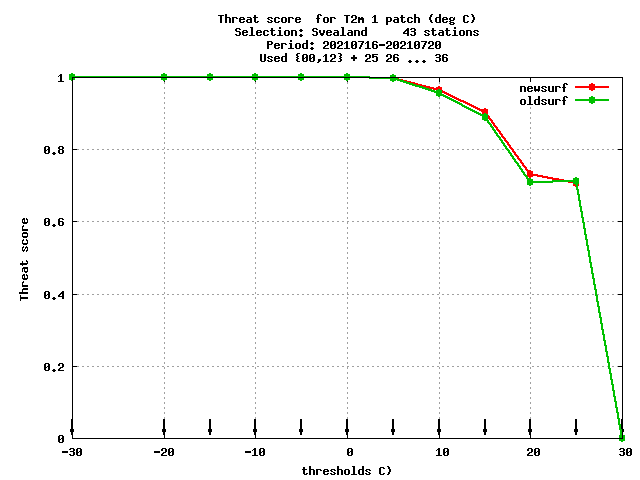 Threat score  for T2m 1 patch (deg C)
Selection: Svealand     43 stations
Period: 20210716-20210720
Used {00,12} + 25 26 ... 36
newsurf
oldsurf
1
0.8
0.6
0.4
0.2
0
Threat score
-30 -20 -10 0 10 20 30
thresholds C)